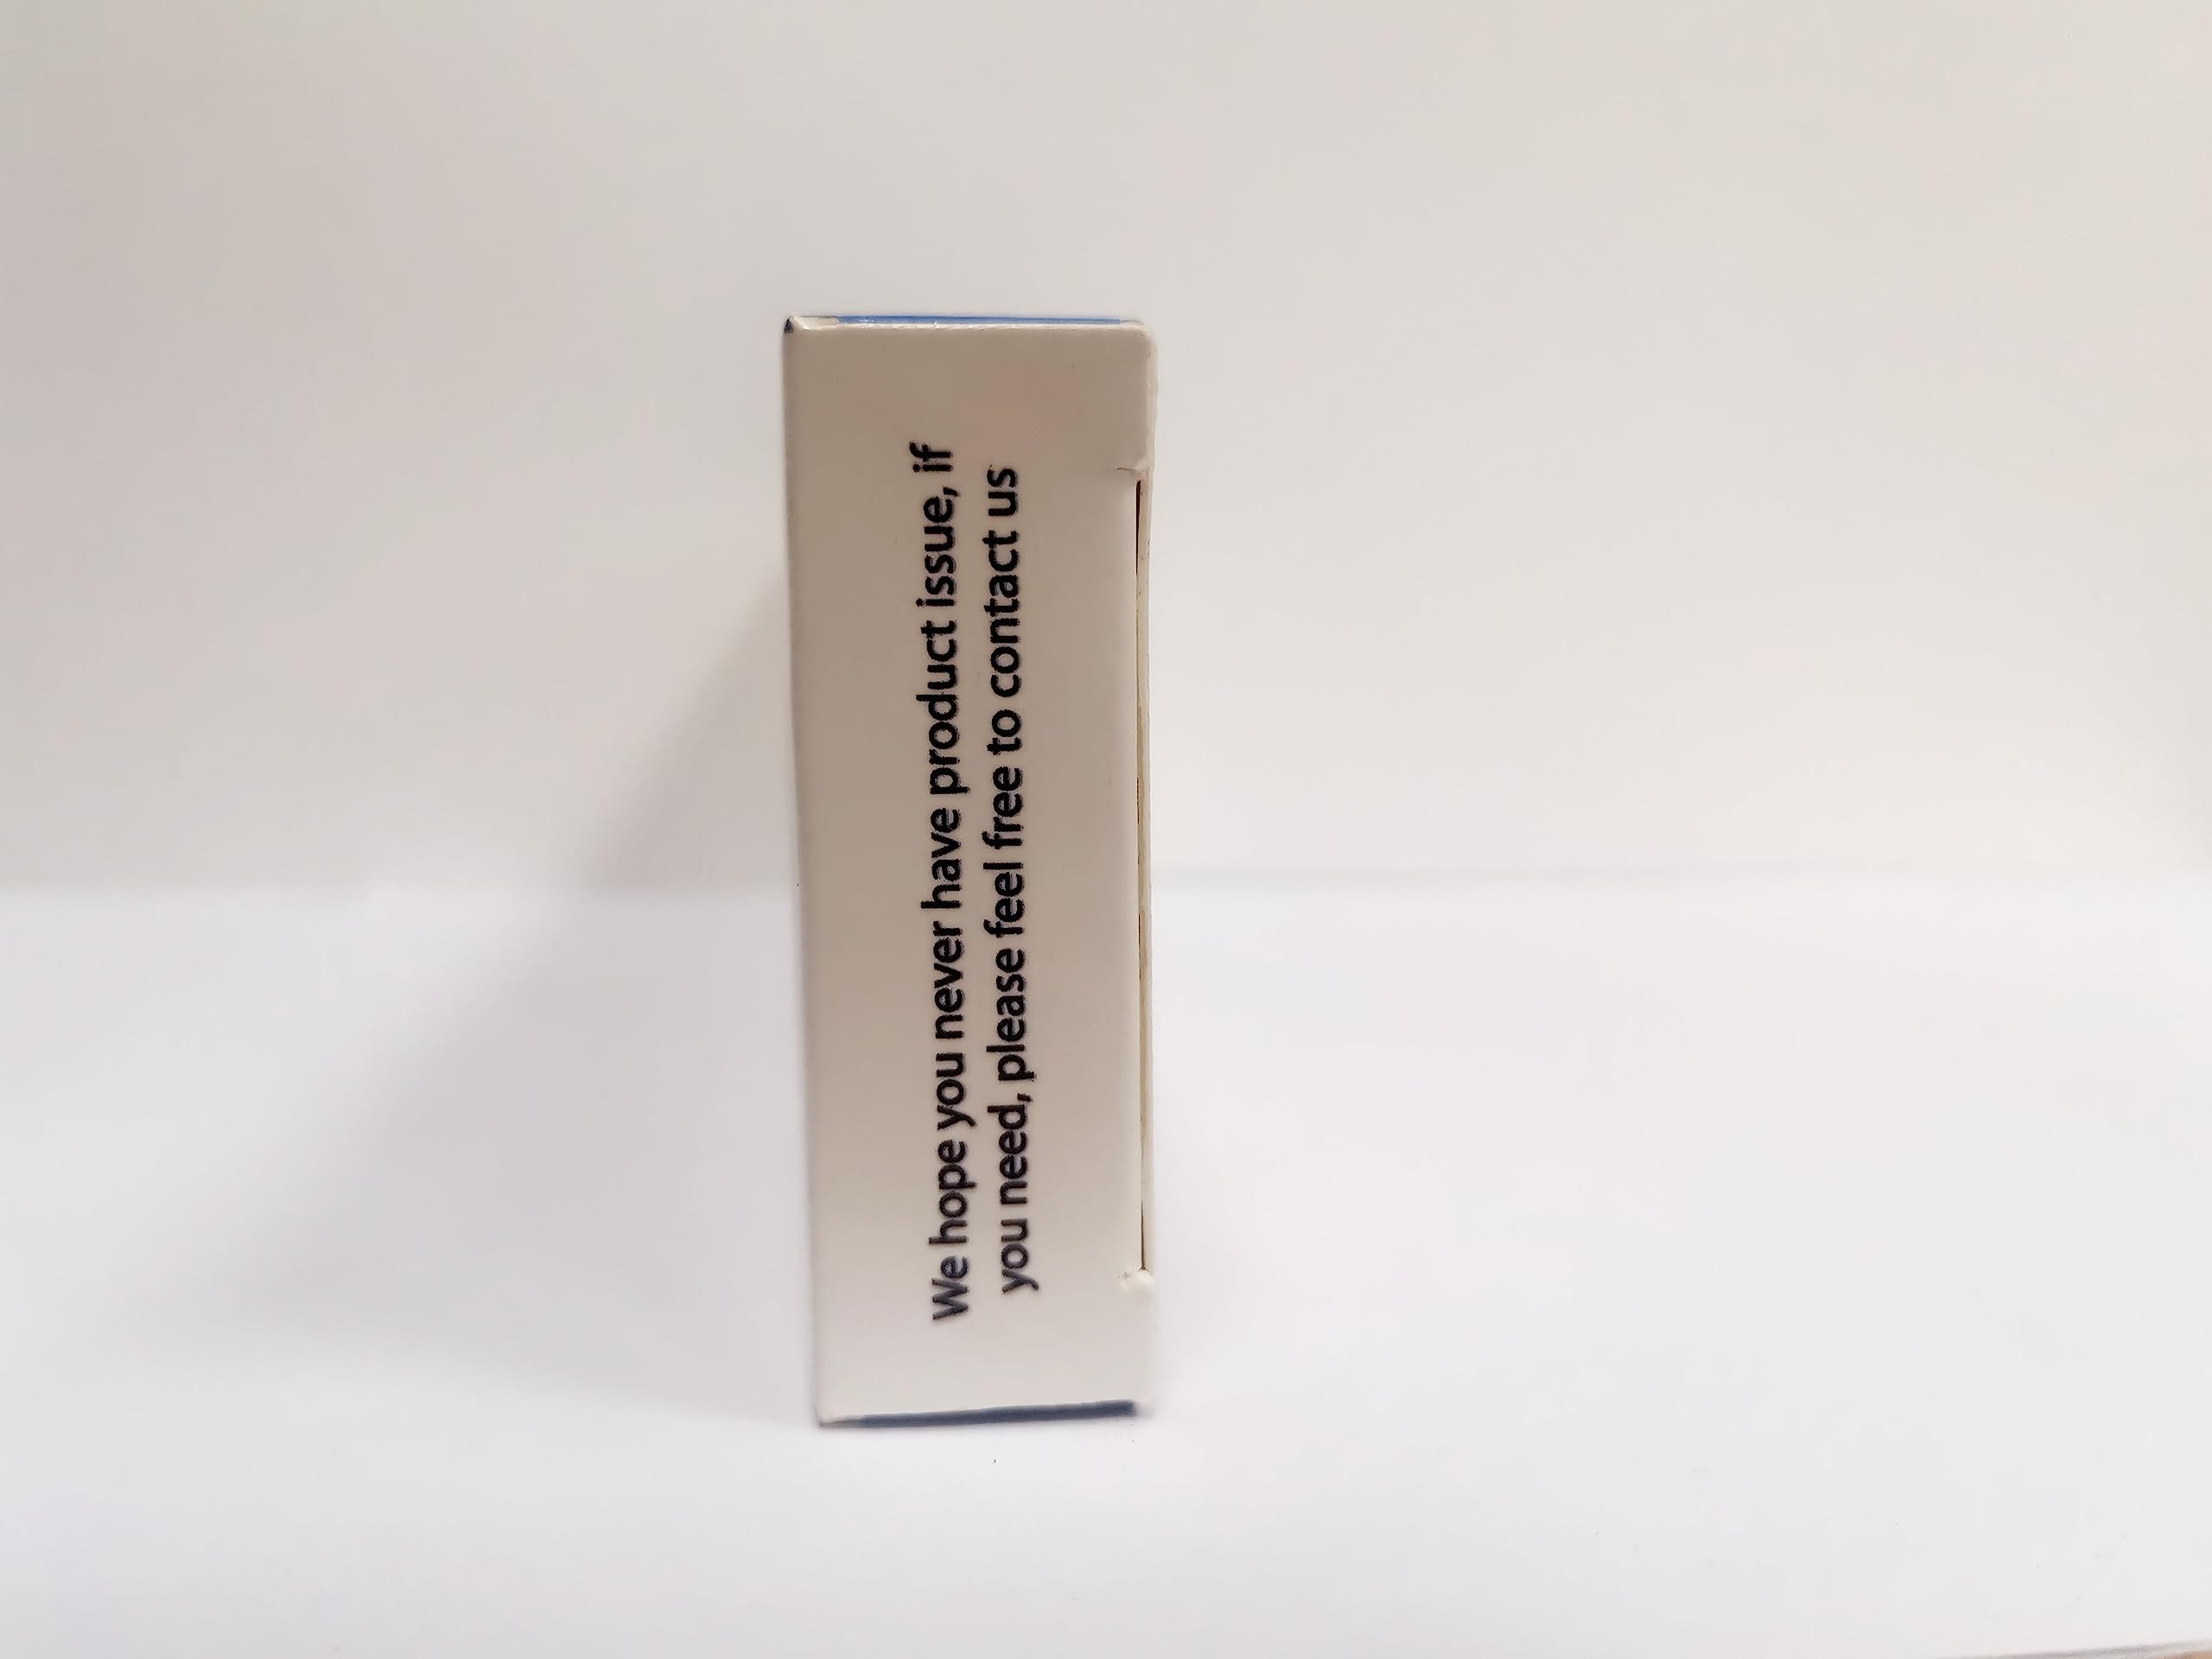 We hope you never have product issue, if
you need, please feel free to contact us